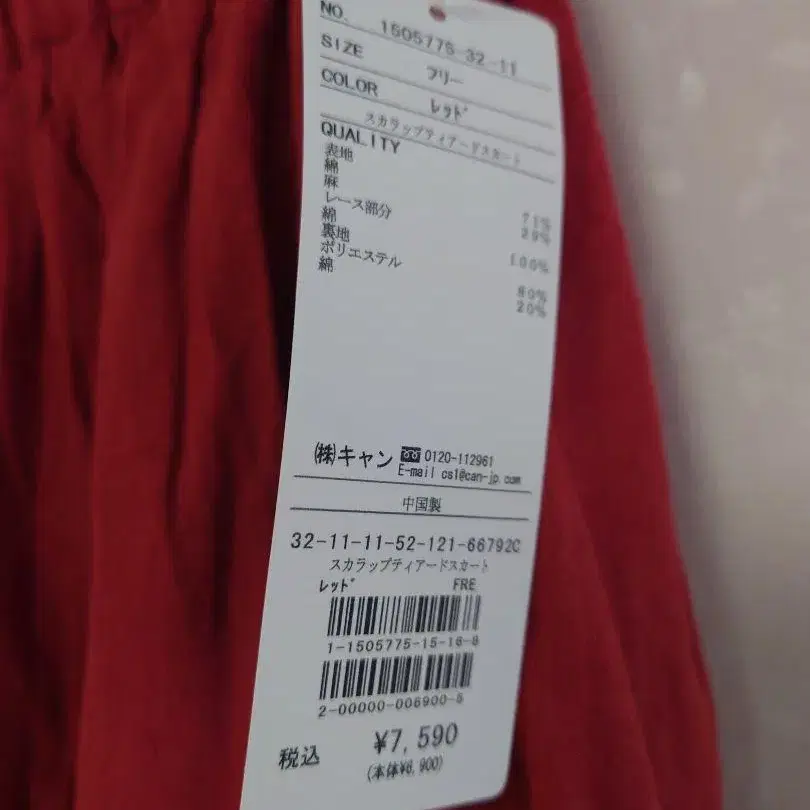 NO. 1505775-32-11
SIZE フリー
COLOR レッド
スカラップティアードスカート
QUALITY
表地
綿 71%
麻 29%
レース部分
綿 100%
裏地
ポリエステル 80%
綿 20%
㈱キャン 0120-112961
E-mail cs1@can-jp.com
中国製
32-11-11-52-121-66792C
スカラップティアードスカート
レッド FRE
1-1505775-15-16-8
2-00000-006900-5
税込 ¥7,590
(本体¥6,900)